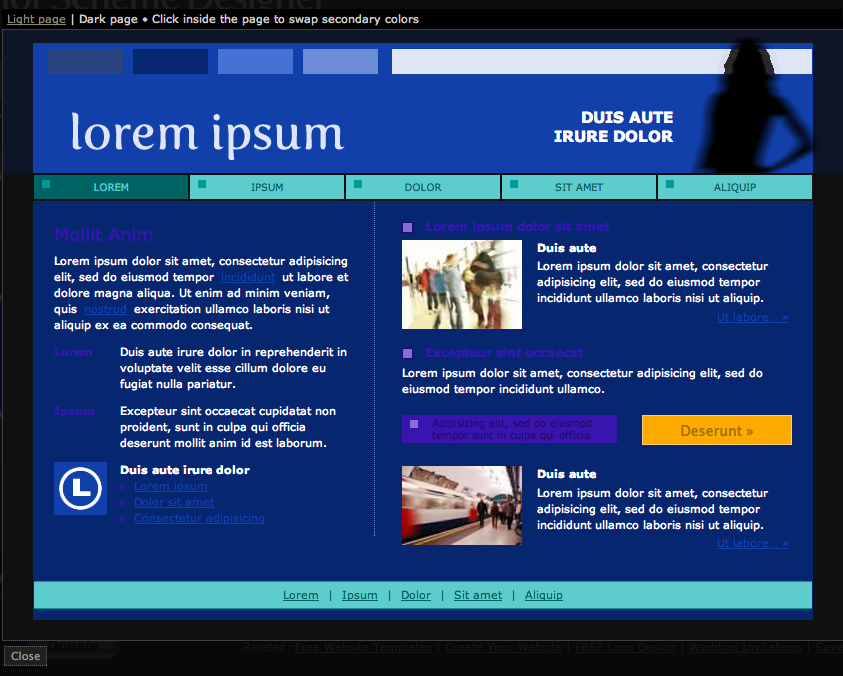 lor Scheme Designer
Light page | Dark page • Click inside the page to swap secondary colors
lorem ipsum
DUIS AUTE
IRURE DOLOR
LOREM IPSUM DOLOR SIT AMET ALIQUIP
Mollit Anim
Lorem ipsum dolor sit amet, consectetur adipisicing
elit, sed do eiusmod tempor incididunt ut labore et
dolore magna aliqua. Ut enim ad minim veniam,
quis nostrud exercitation ullamco laboris nisi ut
aliquip ex ea commodo consequat.
Lorem Duis aute irure dolor in reprehenderit in
voluptate velit esse cillum dolore eu
fugiat nulla pariatur.
Ipsum Excepteur sint occaecat cupidatat non
proident, sunt in culpa qui officia
deserunt mollit anim id est laborum.
Duis aute irure dolor
Lorem ipsum
Dolor sit amet
Consectetur adipisicing
Lorem ipsum dolor sit amet
Duis aute
Lorem ipsum dolor sit amet, consectetur
adipisicing elit, sed do eiusmod tempor
incididunt ullamco laboris nisi ut aliquip.
Ut labore... »
Excepteur sint occaecat
Lorem ipsum dolor sit amet, consectetur adipisicing elit, sed do
eiusmod tempor incididunt ullamco.
Adipisicing elit, sed do eiusmod
tempor sunt in culpa qui officia.
Deserunt »
Duis aute
Lorem ipsum dolor sit amet, consectetur
adipisicing elit, sed do eiusmod tempor
incididunt ullamco laboris nisi ut aliquip.
Ut labore... »
Lorem | Ipsum | Dolor | Sit amet | Aliquip
Donate
Related: Free Website Templates | Create Your Website | FREE Logo Design | Wedding Invitations | Save
Close